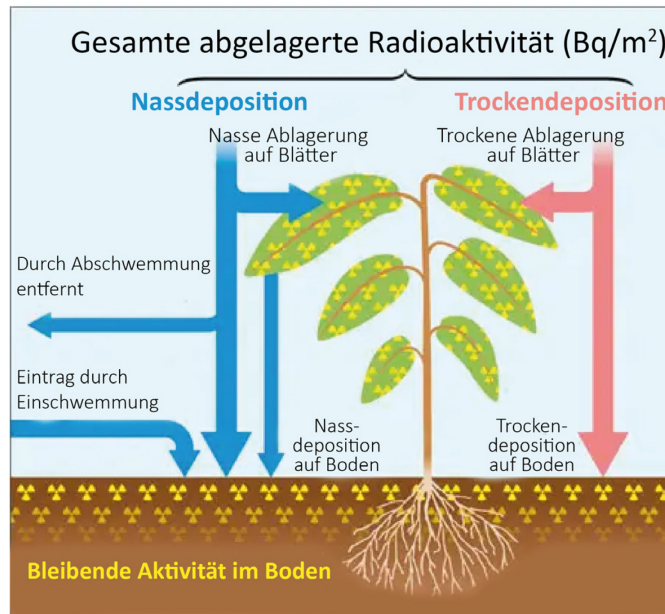 Gesamte abgelagerte Radioaktivität (Bq/m²)
Nassdeposition
Trockendeposition
Nasse Ablagerung
auf Blätter
Trockene Ablagerung
auf Blätter
Durch Abschwemmung
entfernt
Eintrag durch
Einschwemmung
Nass-
deposition
auf Boden
Trocken-
deposition
auf Boden
Bleibende Aktivität im Boden